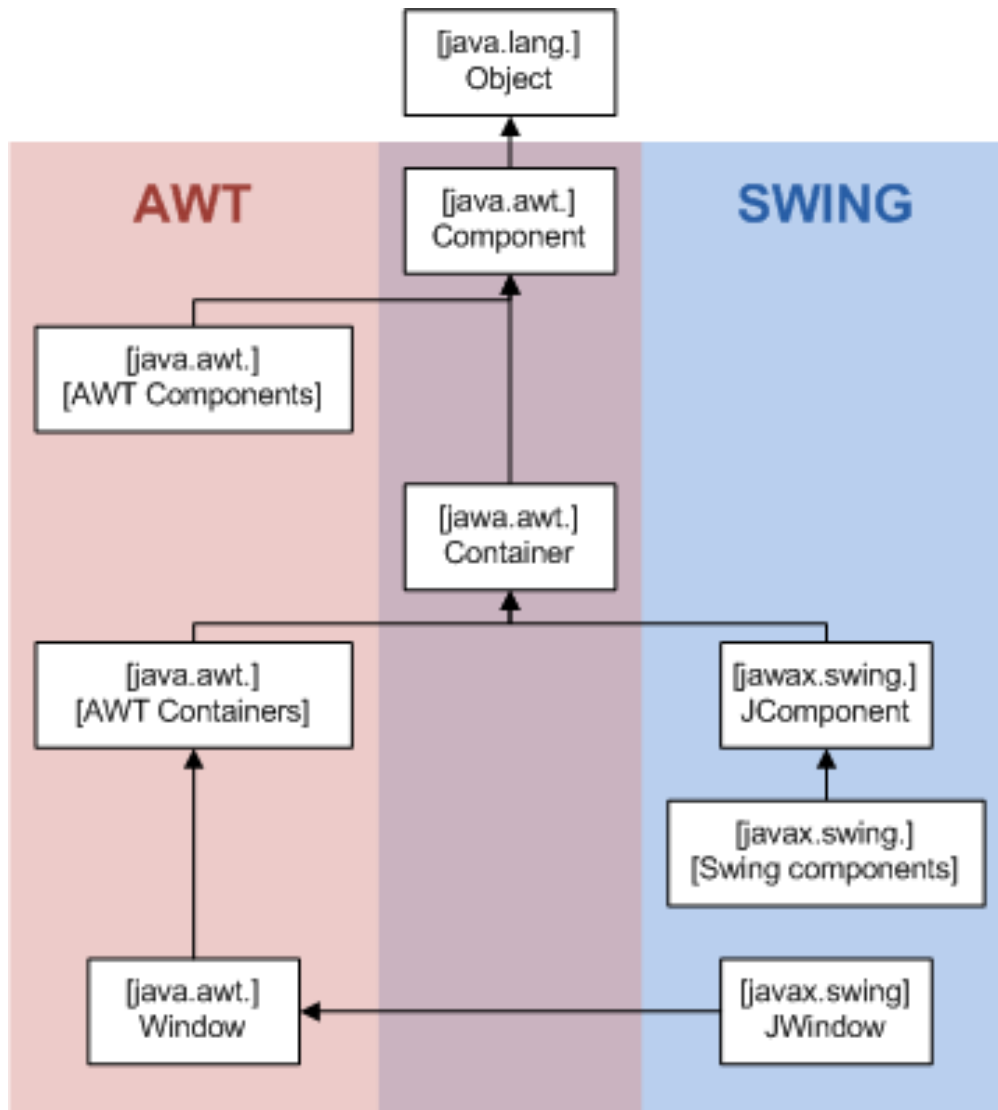 [java.lang.]
Object
AWT
SWING
[java.awt.]
Component
[java.awt.]
[AWT Components]
[jawa.awt.]
Container
[java.awt.]
[AWT Containers]
[jawax.swing.]
JComponent
[javax.swing.]
[Swing components]
[java.awt.]
Window
[javax.swing]
JWindow